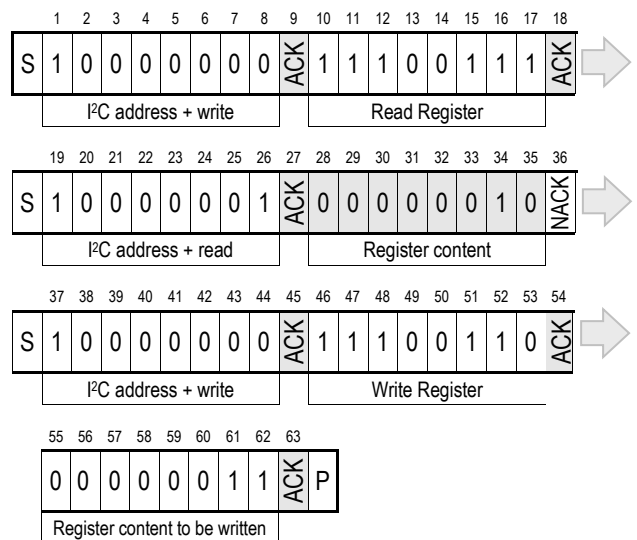 1 2 3 4 5 6 7 8 9 10 11 12 13 14 15 16 17 18
S 1 0 0 0 0 0 0 0 ACK 1 1 1 0 0 1 1 1 ACK
I²C address + write Read Register
19 20 21 22 23 24 25 26 27 28 29 30 31 32 33 34 35 36
S 1 0 0 0 0 0 0 1 ACK 0 0 0 0 0 0 1 0 NACK
I²C address + read Register content
37 38 39 40 41 42 43 44 45 46 47 48 49 50 51 52 53 54
S 1 0 0 0 0 0 0 0 ACK 1 1 1 0 0 1 1 0 ACK
I²C address + write Write Register
55 56 57 58 59 60 61 62 63
0 0 0 0 0 0 1 1 ACK P
Register content to be written